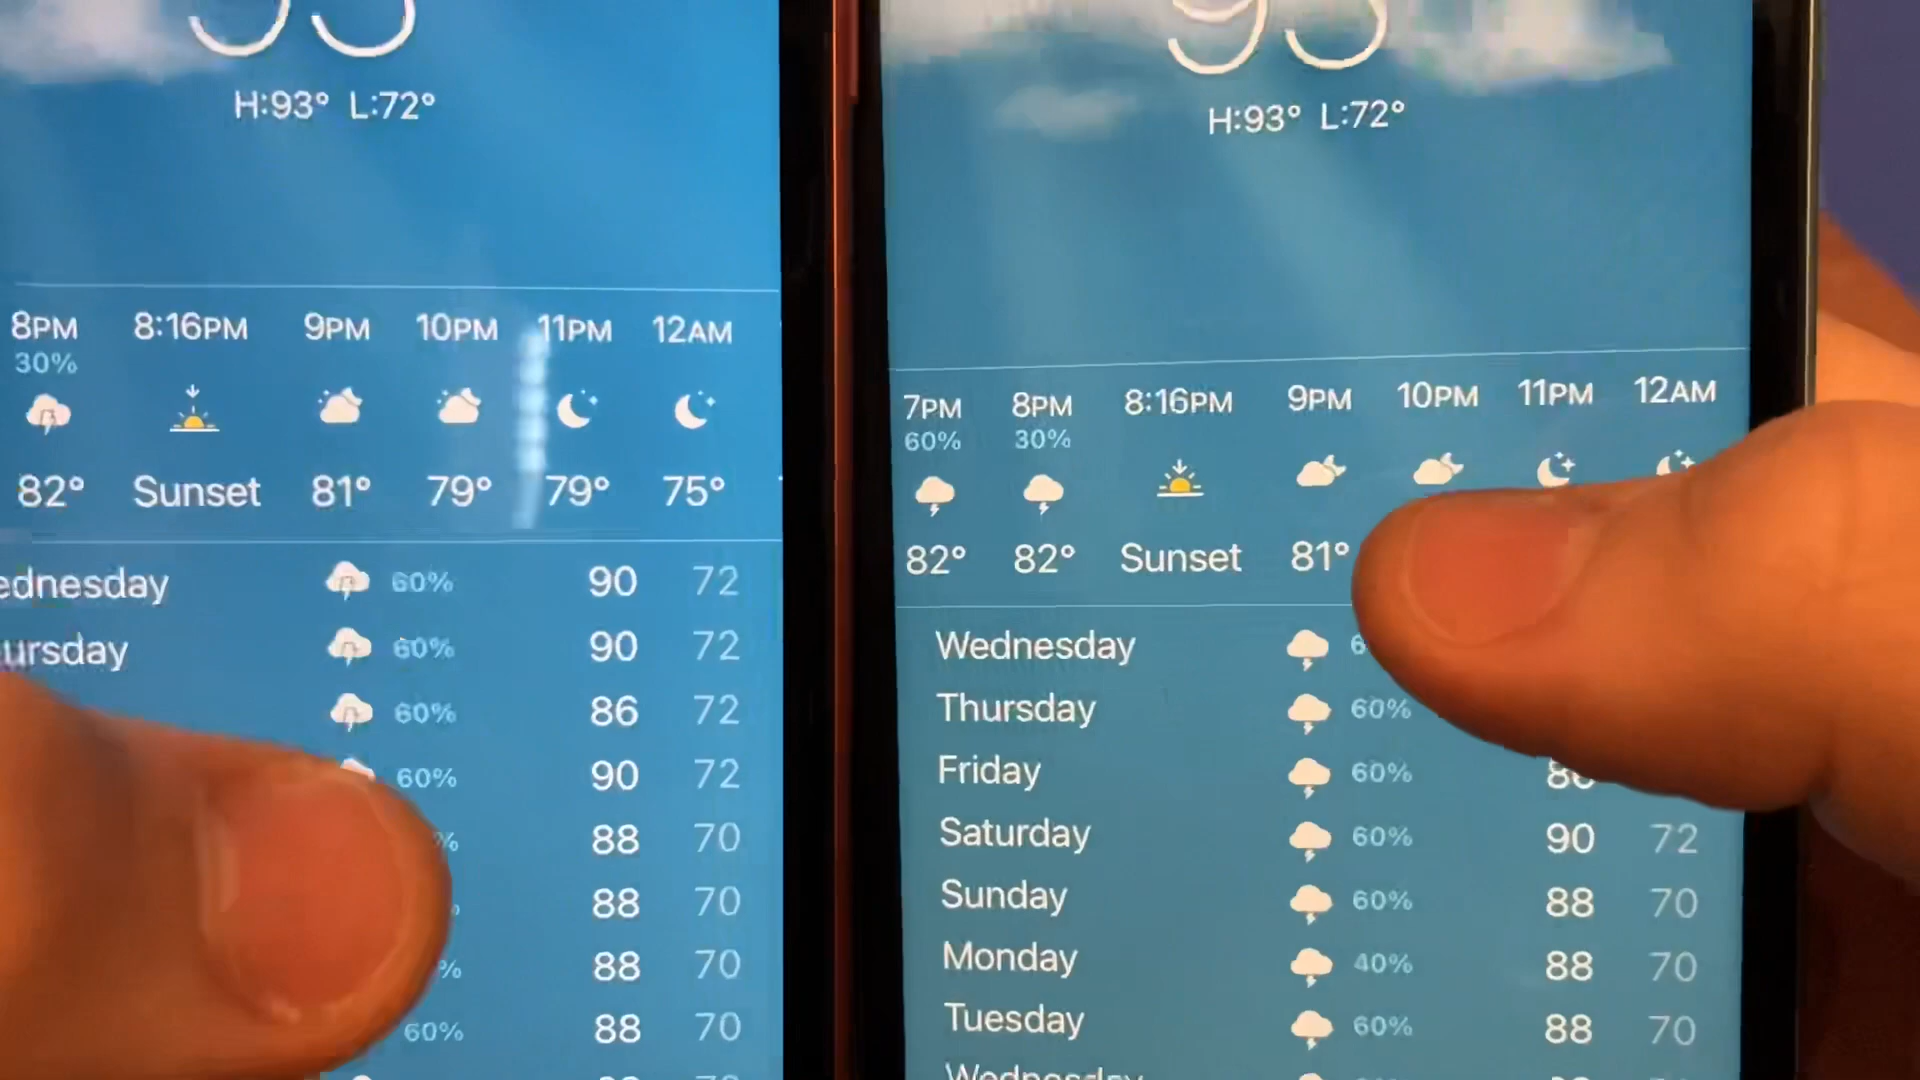 H:93° L:72°
8PM 8:16PM 9PM 10PM 11PM 12AM
30%
82° Sunset 81° 79° 79° 75°
ednesday 60% 90 72
ursday 60% 90 72
60% 86 72
60% 90 72
% 88 70
88 70
% 88 70
60% 88 70
93
H:93° L:72°
7PM 8PM 8:16PM 9PM 10PM 11PM 12AM
60% 30%
82° 82° Sunset 81°
Wednesday 6
Thursday 60%
Friday 60% 86
Saturday 60% 90 72
Sunday 60% 88 70
Monday 40% 88 70
Tuesday 60% 88 70
Wednesday